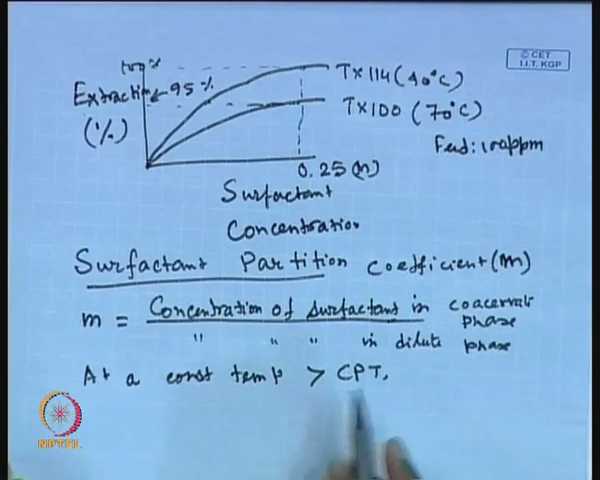 © CET
I.I.T. KGP
100%
Extraction
(%)
95%
TX114 (40°C)
TX100 (70°C)
Feed: 100ppm
0.25 (M)
Surfactant
Concentration
Surfactant Partition coefficient (m)
m = Concentration of surfactant in coacervate phase
" " " in dilute phase
At a const temp > CPT,
NPTEL